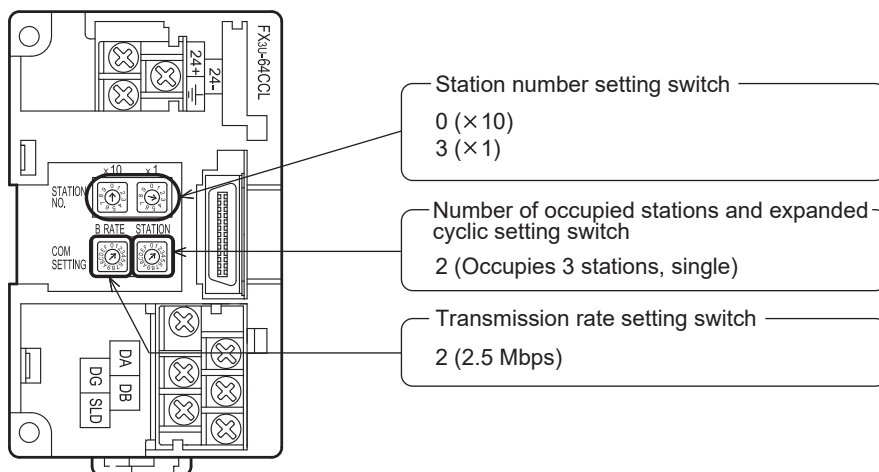 FX3U-64CCL
24+
24-
×10 ×1
STATION
NO.
B RATE STATION
COM
SETTING
DA
DG
DB
SLD
Station number setting switch
0 (×10)
3 (×1)
Number of occupied stations and expanded
cyclic setting switch
2 (Occupies 3 stations, single)
Transmission rate setting switch
2 (2.5 Mbps)